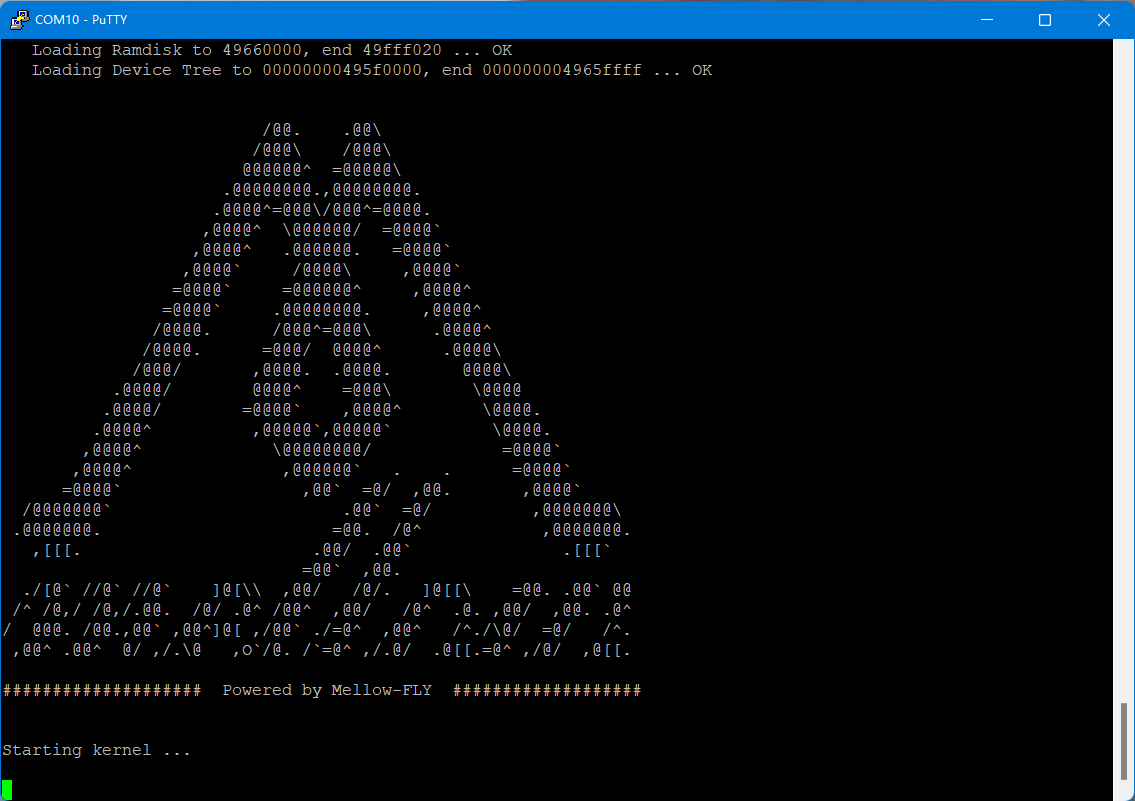 COM10 - PuTTY
   Loading Ramdisk to 49660000, end 49fff020 ... OK
   Loading Device Tree to 00000000495f0000, end 000000004965ffff ... OK
####################  Powered by Mellow-FLY  ###################
Starting kernel ...